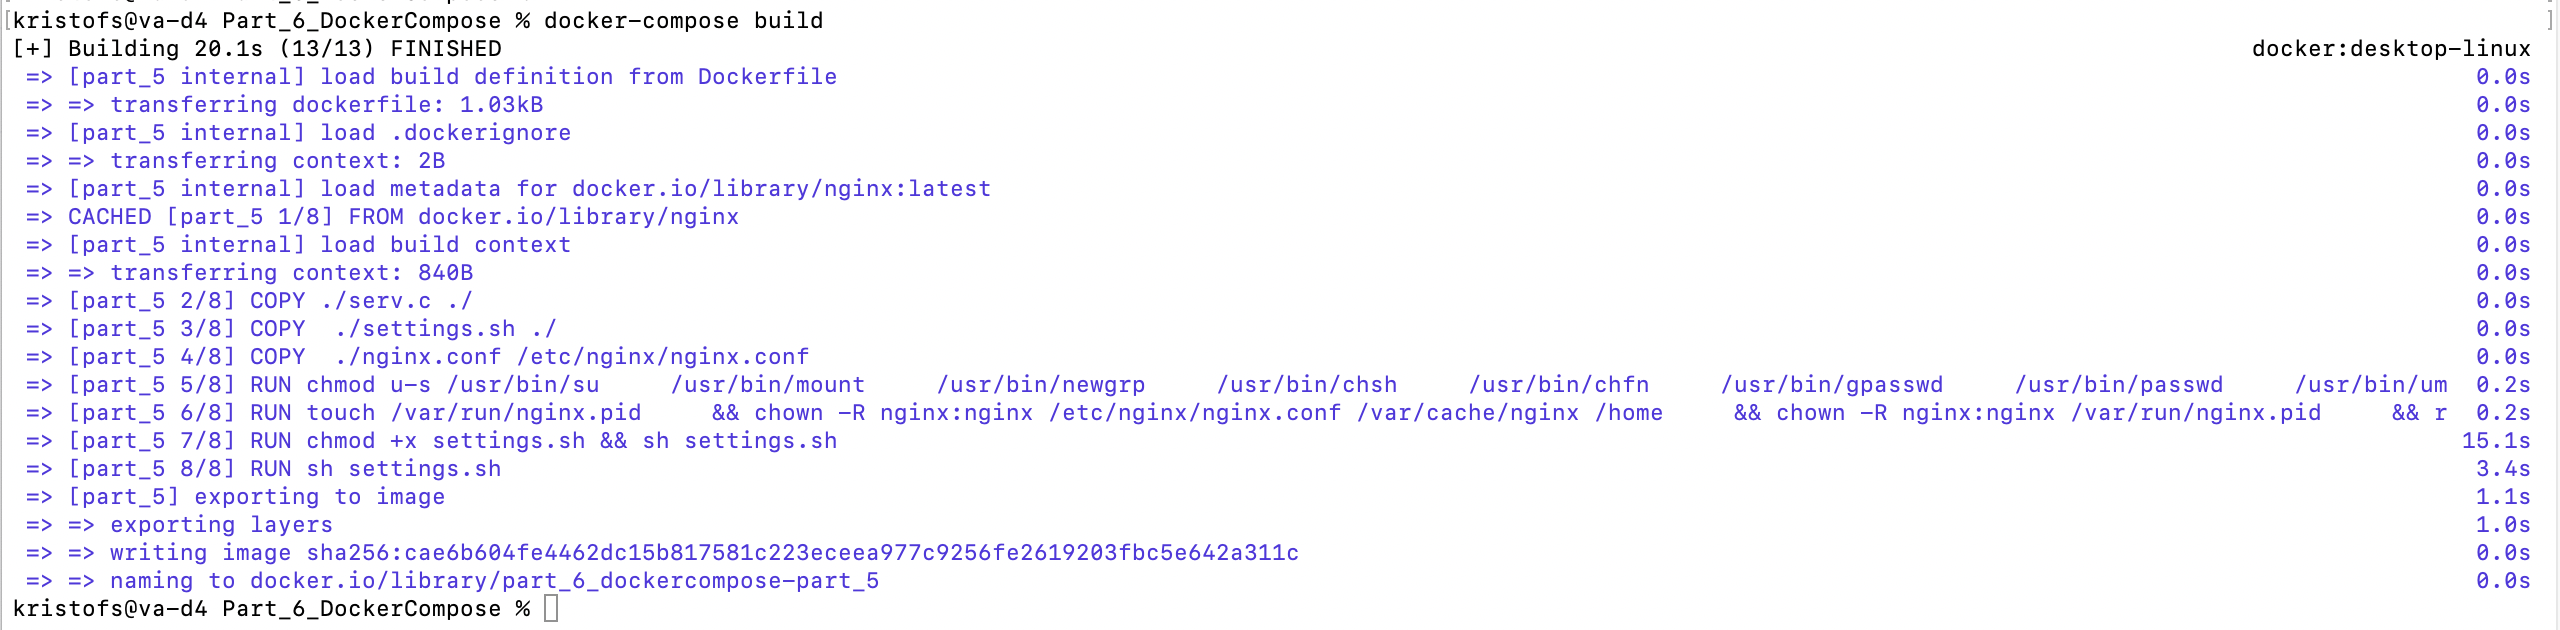 [kristofs@va-d4 Part_6_DockerCompose % docker-compose build ]
[+] Building 20.1s (13/13) FINISHED docker:desktop-linux
=> [part_5 internal] load build definition from Dockerfile 0.0s
=> => transferring dockerfile: 1.03kB 0.0s
=> [part_5 internal] load .dockerignore 0.0s
=> => transferring context: 2B 0.0s
=> [part_5 internal] load metadata for docker.io/library/nginx:latest 0.0s
=> CACHED [part_5 1/8] FROM docker.io/library/nginx 0.0s
=> [part_5 internal] load build context 0.0s
=> => transferring context: 840B 0.0s
=> [part_5 2/8] COPY ./serv.c ./ 0.0s
=> [part_5 3/8] COPY  ./settings.sh ./ 0.0s
=> [part_5 4/8] COPY  ./nginx.conf /etc/nginx/nginx.conf 0.0s
=> [part_5 5/8] RUN chmod u-s /usr/bin/su     /usr/bin/mount     /usr/bin/newgrp     /usr/bin/chsh     /usr/bin/chfn     /usr/bin/gpasswd     /usr/bin/passwd     /usr/bin/um 0.2s
=> [part_5 6/8] RUN touch /var/run/nginx.pid     && chown -R nginx:nginx /etc/nginx/nginx.conf /var/cache/nginx /home     && chown -R nginx:nginx /var/run/nginx.pid     && r 0.2s
=> [part_5 7/8] RUN chmod +x settings.sh && sh settings.sh 15.1s
=> [part_5 8/8] RUN sh settings.sh 3.4s
=> [part_5] exporting to image 1.1s
=> => exporting layers 1.0s
=> => writing image sha256:cae6b604fe4462dc15b817581c223eceea977c9256fe2619203fbc5e642a311c 0.0s
=> => naming to docker.io/library/part_6_dockercompose-part_5 0.0s
kristofs@va-d4 Part_6_DockerCompose %